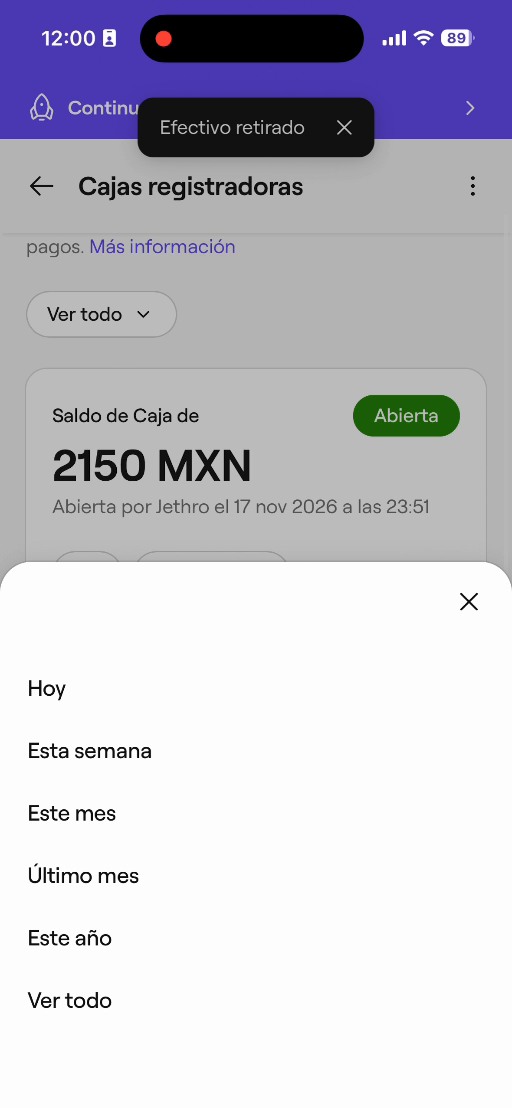 12:00
89
Continu
Efectivo retirado
Cajas registradoras
pagos. Más información
Ver todo
Saldo de Caja de
Abierta
2150 MXN
Abierta por Jethro el 17 nov 2026 a las 23:51
Hoy
Esta semana
Este mes
Último mes
Este año
Ver todo